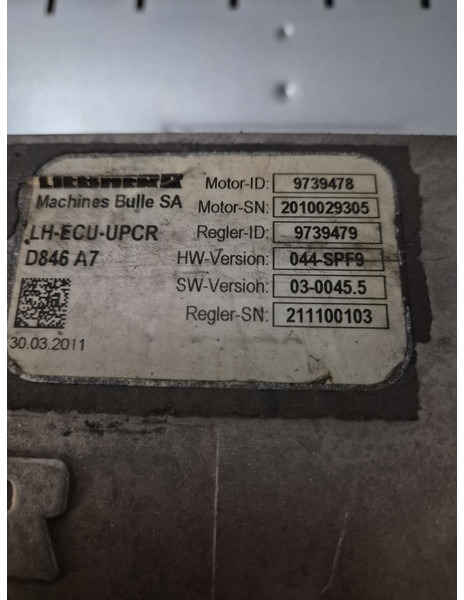 LIEBHERR
Machines Bulle SA
LH-ECU-UPCR
D846 A7
30.03.2011
Motor-ID: 9739478
Motor-SN: 2010029305
Regler-ID: 9739479
HW-Version: 044-SPF9
SW-Version: 03-0045.5
Regler-SN: 211100103
R